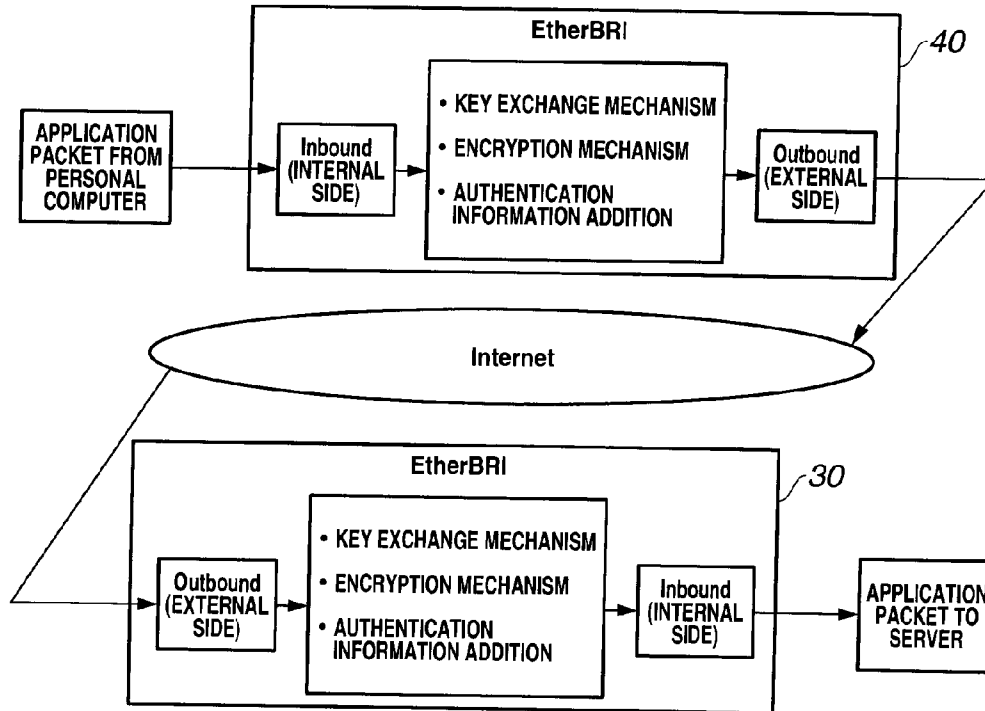 EtherBRI
40
APPLICATION
PACKET FROM
PERSONAL
COMPUTER
Inbound
(INTERNAL
SIDE)
• KEY EXCHANGE MECHANISM
• ENCRYPTION MECHANISM
• AUTHENTICATION
INFORMATION ADDITION
Outbound
(EXTERNAL
SIDE)
Internet
EtherBRI
30
Outbound
(EXTERNAL
SIDE)
• KEY EXCHANGE MECHANISM
• ENCRYPTION MECHANISM
• AUTHENTICATION
INFORMATION ADDITION
Inbound
(INTERNAL
SIDE)
APPLICATION
PACKET TO
SERVER